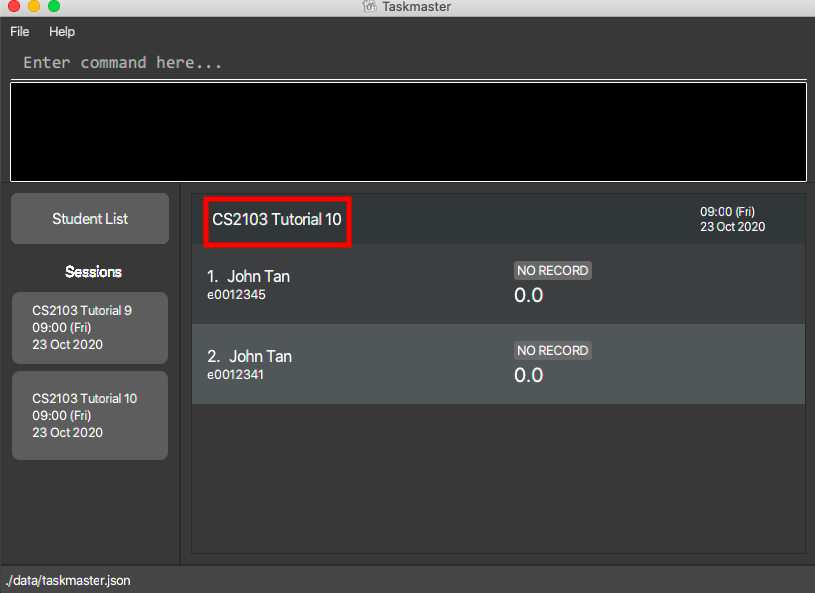 Taskmaster
File Help
Enter command here...
Student List
Sessions
CS2103 Tutorial 9
09:00 (Fri)
23 Oct 2020
CS2103 Tutorial 10
09:00 (Fri)
23 Oct 2020
CS2103 Tutorial 10
09:00 (Fri)
23 Oct 2020
1. John Tan
e0012345
NO RECORD
0.0
2. John Tan
e0012341
NO RECORD
0.0
./data/taskmaster.json